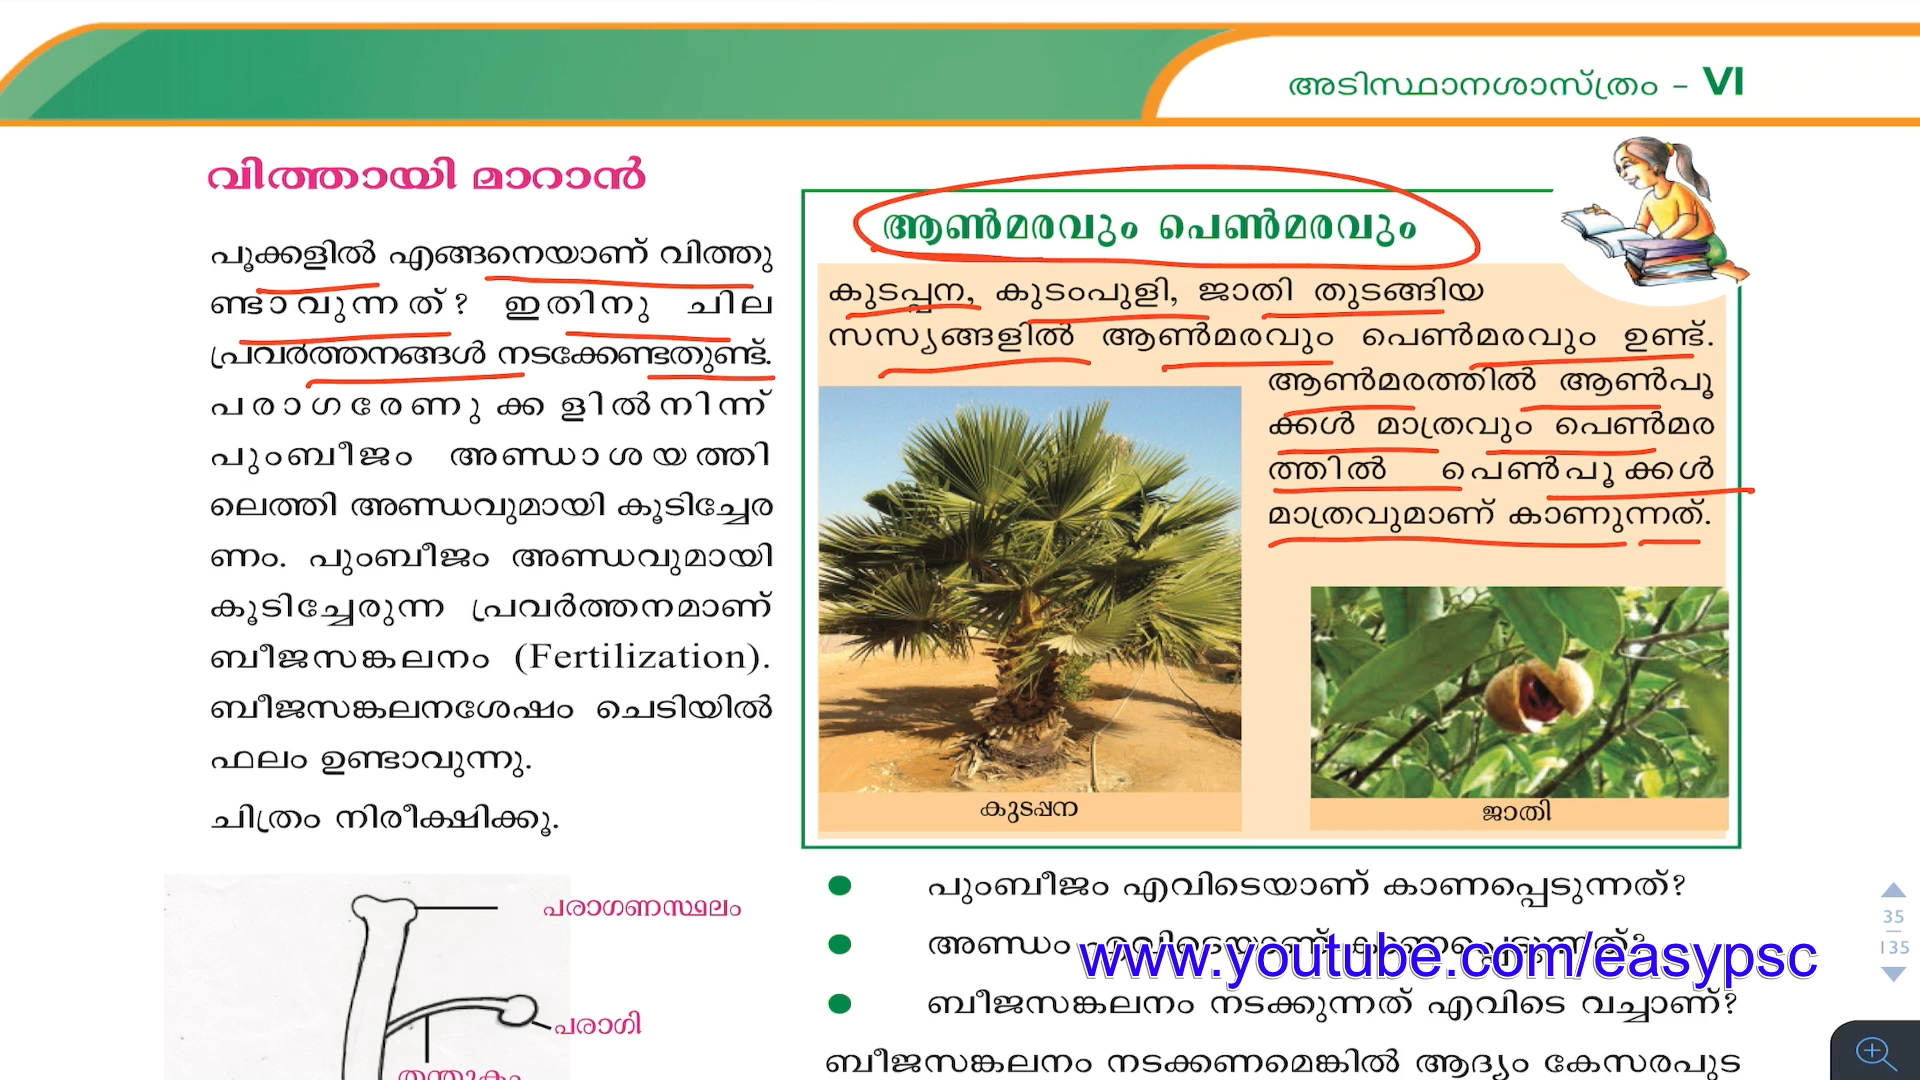 അടിസ്ഥാനശാസ്ത്രം - VI
വിത്തായി മാറാൻ
പൂക്കളിൽ എങ്ങനെയാണ് വിത്തു
ണ്ടാവുന്നത്? ഇതിനു ചില
പ്രവർത്തനങ്ങൾ നടക്കേണ്ടതുണ്ട്.
പരാഗരേണുക്കളിൽനിന്ന്
പുംബീജം അണ്ഡാശയത്തി
ലെത്തി അണ്ഡവുമായി കൂടിച്ചേര
ണം. പുംബീജം അണ്ഡവുമായി
കൂടിച്ചേരുന്ന പ്രവർത്തനമാണ്
ബീജസങ്കലനം (Fertilization).
ബീജസങ്കലനശേഷം ചെടിയിൽ
ഫലം ഉണ്ടാവുന്നു.
ചിത്രം നിരീക്ഷിക്കൂ.
പരാഗണസ്ഥലം
പരാഗി
തന്തുകം
ആൺമരവും പെൺമരവും
കുടപ്പന, കുടംപുളി, ജാതി തുടങ്ങിയ
സസ്യങ്ങളിൽ ആൺമരവും പെൺമരവും ഉണ്ട്.
ആൺമരത്തിൽ ആൺപൂ
ക്കൾ മാത്രവും പെൺമര
ത്തിൽ പെൺപൂക്കൾ
മാത്രവുമാണ് കാണുന്നത്.
കുടപ്പന
ജാതി
പുംബീജം എവിടെയാണ് കാണപ്പെടുന്നത്?
അണ്ഡം എവിടെയാണ് കാണപ്പെടുന്നത്?
www.youtube.com/easypsc
ബീജസങ്കലനം നടക്കുന്നത് എവിടെ വച്ചാണ്?
ബീജസങ്കലനം നടക്കണമെങ്കിൽ ആദ്യം കേസരപുട
35
135